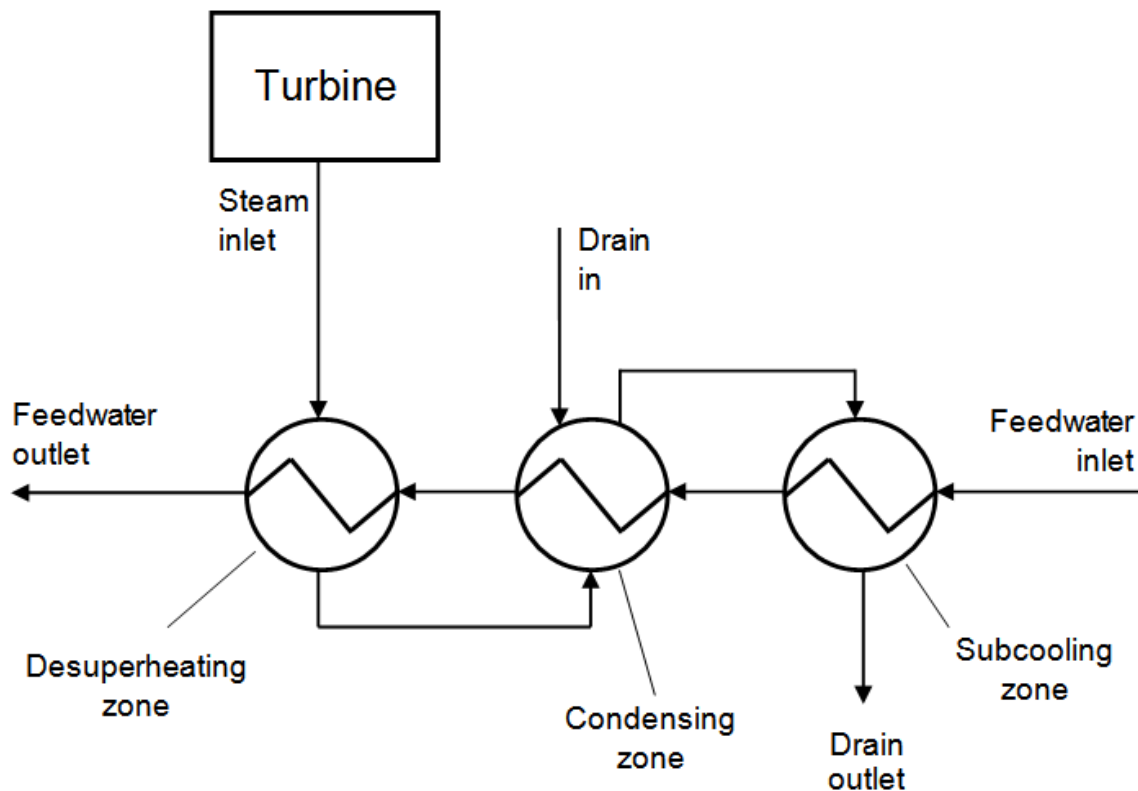 Turbine
Steam
inlet
Drain
in
Feedwater
outlet
Feedwater
inlet
Desuperheating
zone
Condensing
zone
Subcooling
zone
Drain
outlet